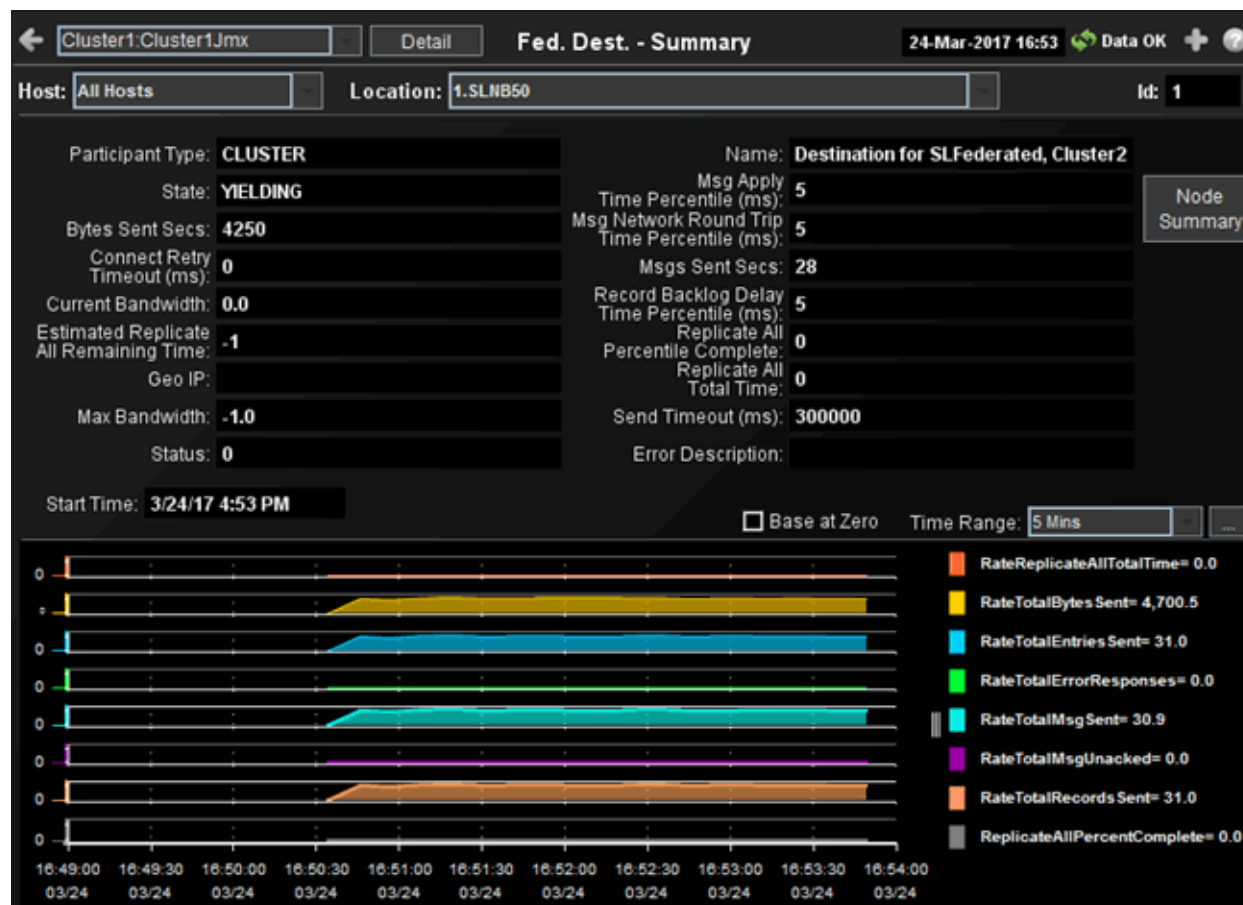 Cluster1:Cluster1Jmx Detail Fed. Dest. - Summary 24-Mar-2017 16:53 Data OK
Host: All Hosts Location: 1.SLNB50 Id: 1
Participant Type: CLUSTER
State: YIELDING
Bytes Sent Secs: 4250
Connect Retry
Timeout (ms): 0
Current Bandwidth: 0.0
Estimated Replicate
All Remaining Time: -1
Geo IP:
Max Bandwidth: -1.0
Status: 0
Name: Destination for SLFederated, Cluster2
Msg Apply
Time Percentile (ms): 5
Msg Network Round Trip
Time Percentile (ms): 5
Msgs Sent Secs: 28
Record Backlog Delay
Time Percentile (ms): 5
Replicate All
Percentile Complete: 0
Replicate All
Total Time: 0
Send Timeout (ms): 300000
Error Description:
Node
Summary
Start Time: 3/24/17 4:53 PM
Base at Zero Time Range: 5 Mins ...
0 RateReplicateAllTotalTime= 0.0
0 RateTotalBytesSent= 4,700.5
0 RateTotalEntriesSent= 31.0
0 RateTotalErrorResponses= 0.0
0 RateTotalMsgSent= 30.9
0 RateTotalMsgUnacked= 0.0
0 RateTotalRecordsSent= 31.0
0 ReplicateAllPercentComplete= 0.0
16:49:00 16:49:30 16:50:00 16:50:30 16:51:00 16:51:30 16:52:00 16:52:30 16:53:00 16:53:30 16:54:00
03/24 03/24 03/24 03/24 03/24 03/24 03/24 03/24 03/24 03/24 03/24